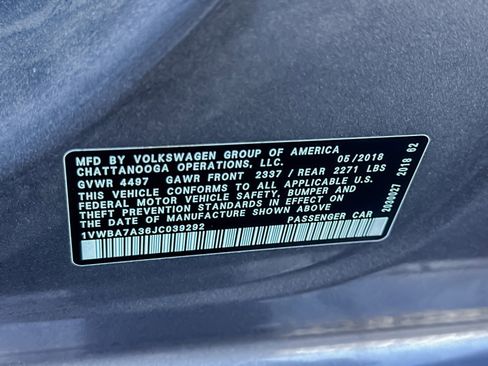 MFD BY VOLKSWAGEN GROUP OF AMERICA
CHATTANOOGA OPERATIONS, LLC. 05/2018
GVWR 4497 GAWR FRONT 2337 / REAR 2271 LBS
THIS VEHICLE CONFORMS TO ALL APPLICABLE U.S.
FEDERAL MOTOR VEHICLE SAFETY, BUMPER AND
THEFT PREVENTION STANDARDS IN EFFECT ON THE
DATE OF MANUFACTURE SHOWN ABOVE
1VWBA7A36JC039292 PASSENGER CAR
2030027 2018 62